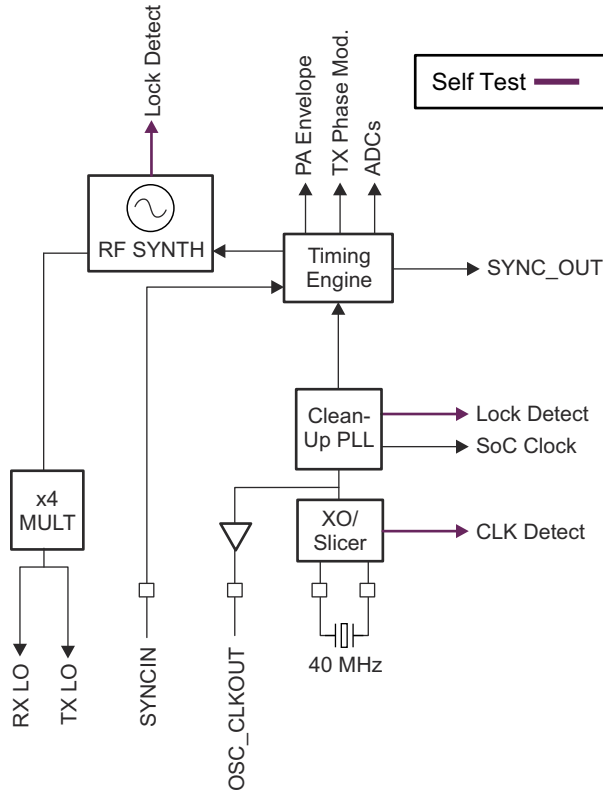 Lock Detect
PA Envelope
TX Phase Mod.
ADCs
Self Test
RF SYNTH
Timing
Engine
SYNC_OUT
Clean-
Up PLL
Lock Detect
SoC Clock
x4
MULT
XO/
Slicer
CLK Detect
40 MHz
RX LO
TX LO
SYNCIN
OSC_CLKOUT